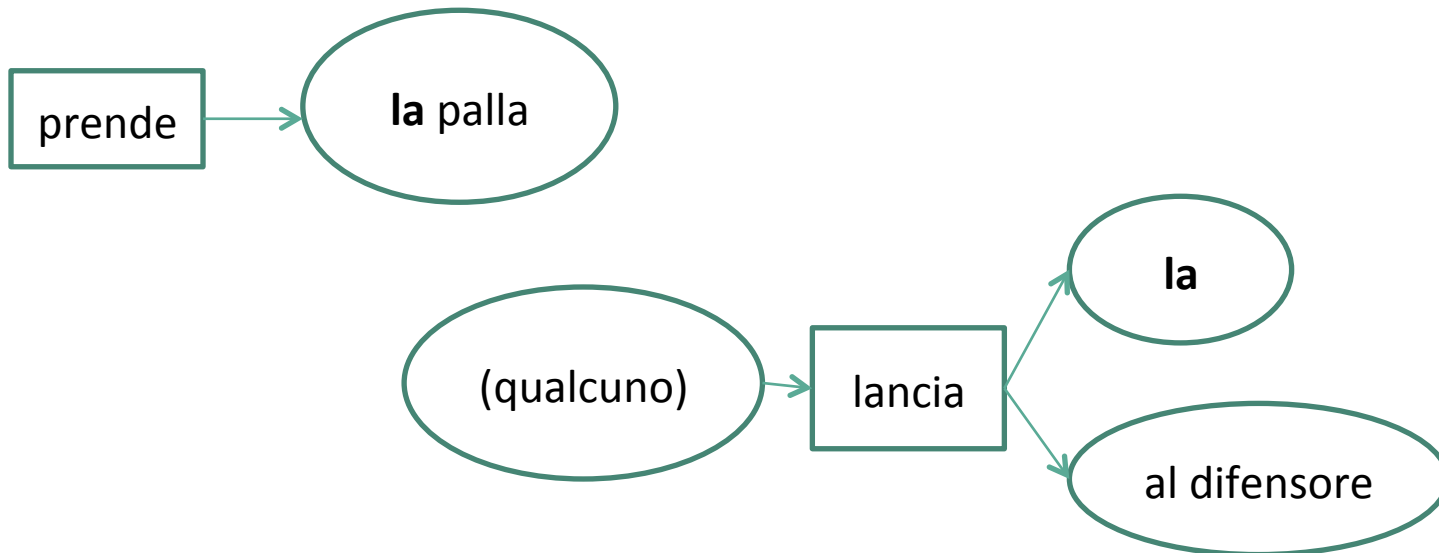 prende
la palla
la
(qualcuno)
lancia
al difensore